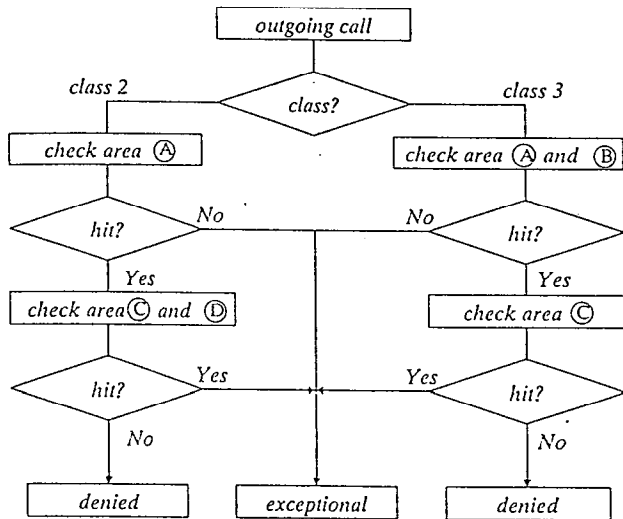 outgoing call
class 2
class?
class 3
check area Ⓐ
check area Ⓐ and Ⓑ
hit?
No
No
hit?
Yes
Yes
check area Ⓒ and Ⓓ
check area Ⓒ
hit?
Yes
Yes
hit?
No
No
denied
exceptional
denied